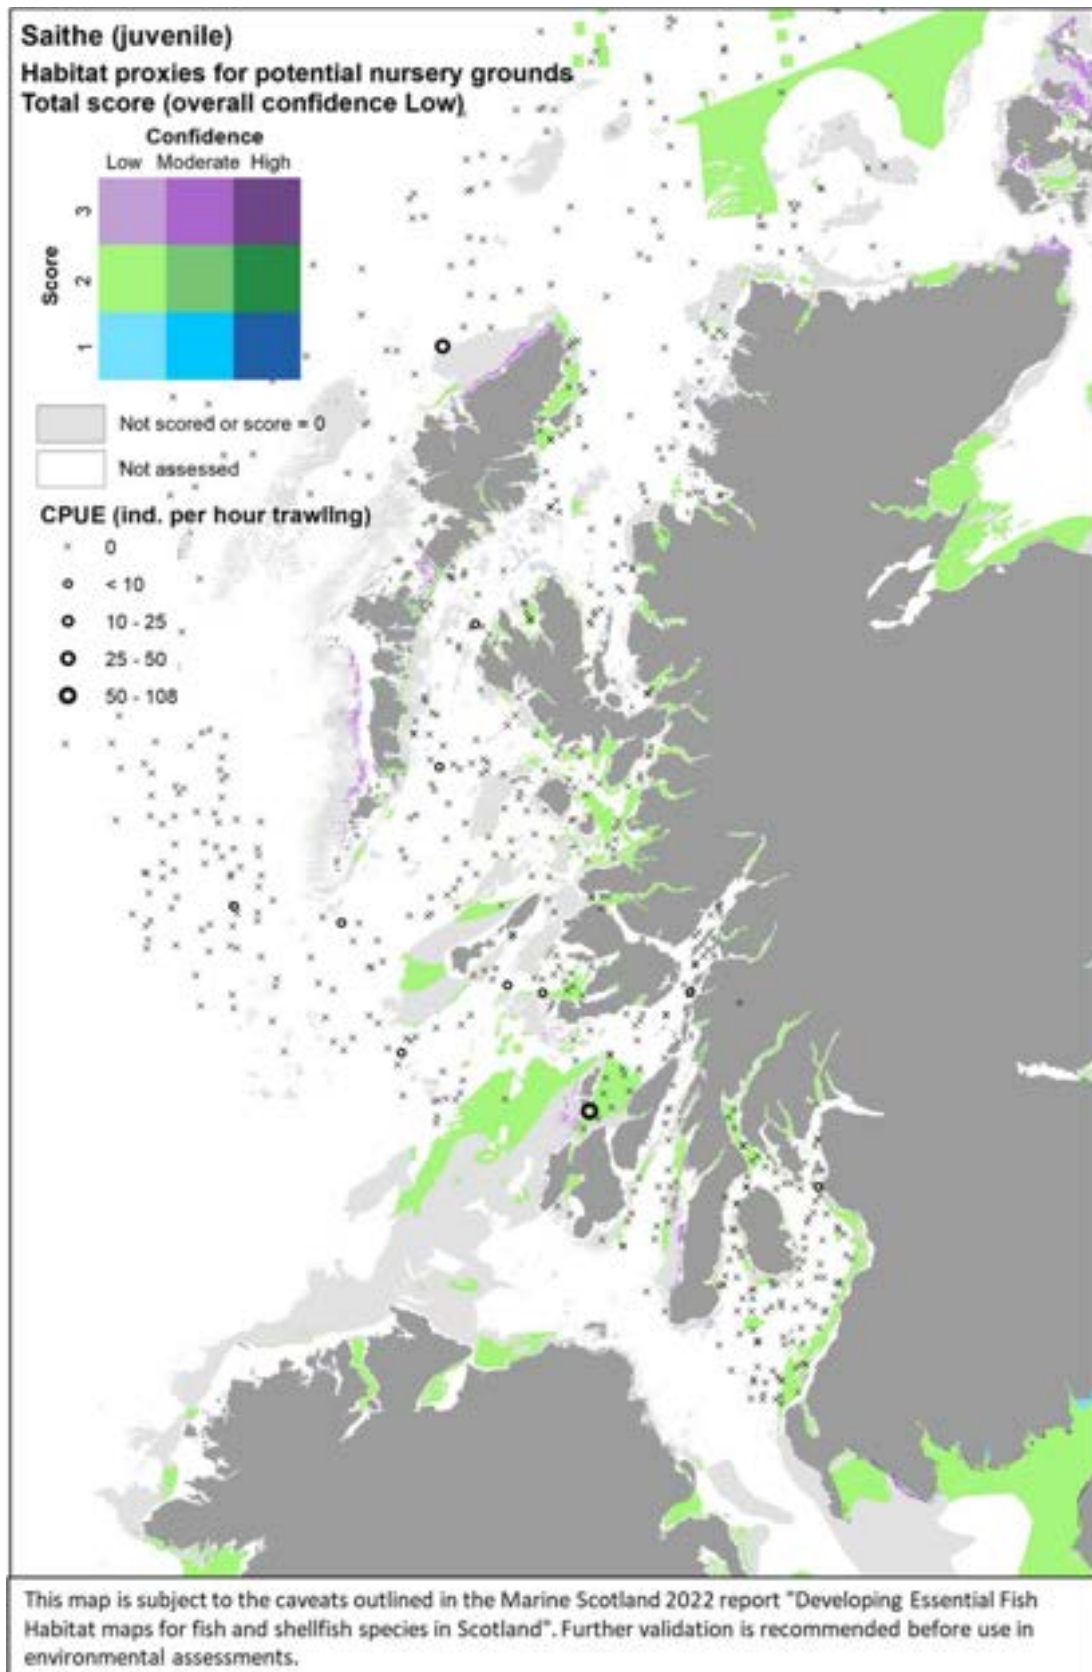 Saithe (juvenile)
Habitat proxies for potential nursery grounds
Total score (overall confidence Low)
Confidence
Low Moderate High
Score
3
2
1
Not scored or score = 0
Not assessed
CPUE (ind. per hour trawling)
0
< 10
10 - 25
25 - 50
50 - 108
This map is subject to the caveats outlined in the Marine Scotland 2022 report "Developing Essential Fish
Habitat maps for fish and shellfish species in Scotland". Further validation is recommended before use in
environmental assessments.